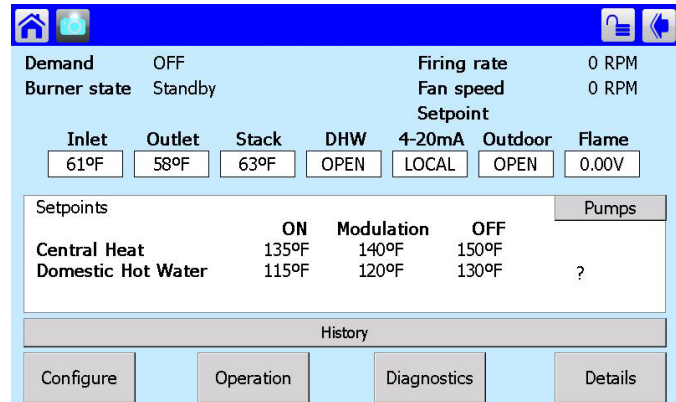 Demand OFF Firing rate 0 RPM
Burner state Standby Fan speed 0 RPM
Setpoint
Inlet Outlet Stack DHW 4-20mA Outdoor Flame
61ºF 58ºF 63ºF OPEN LOCAL OPEN 0.00V
Setpoints Pumps
ON Modulation OFF
Central Heat 135ºF 140ºF 150ºF
Domestic Hot Water 115ºF 120ºF 130ºF ?
History
Configure Operation Diagnostics Details